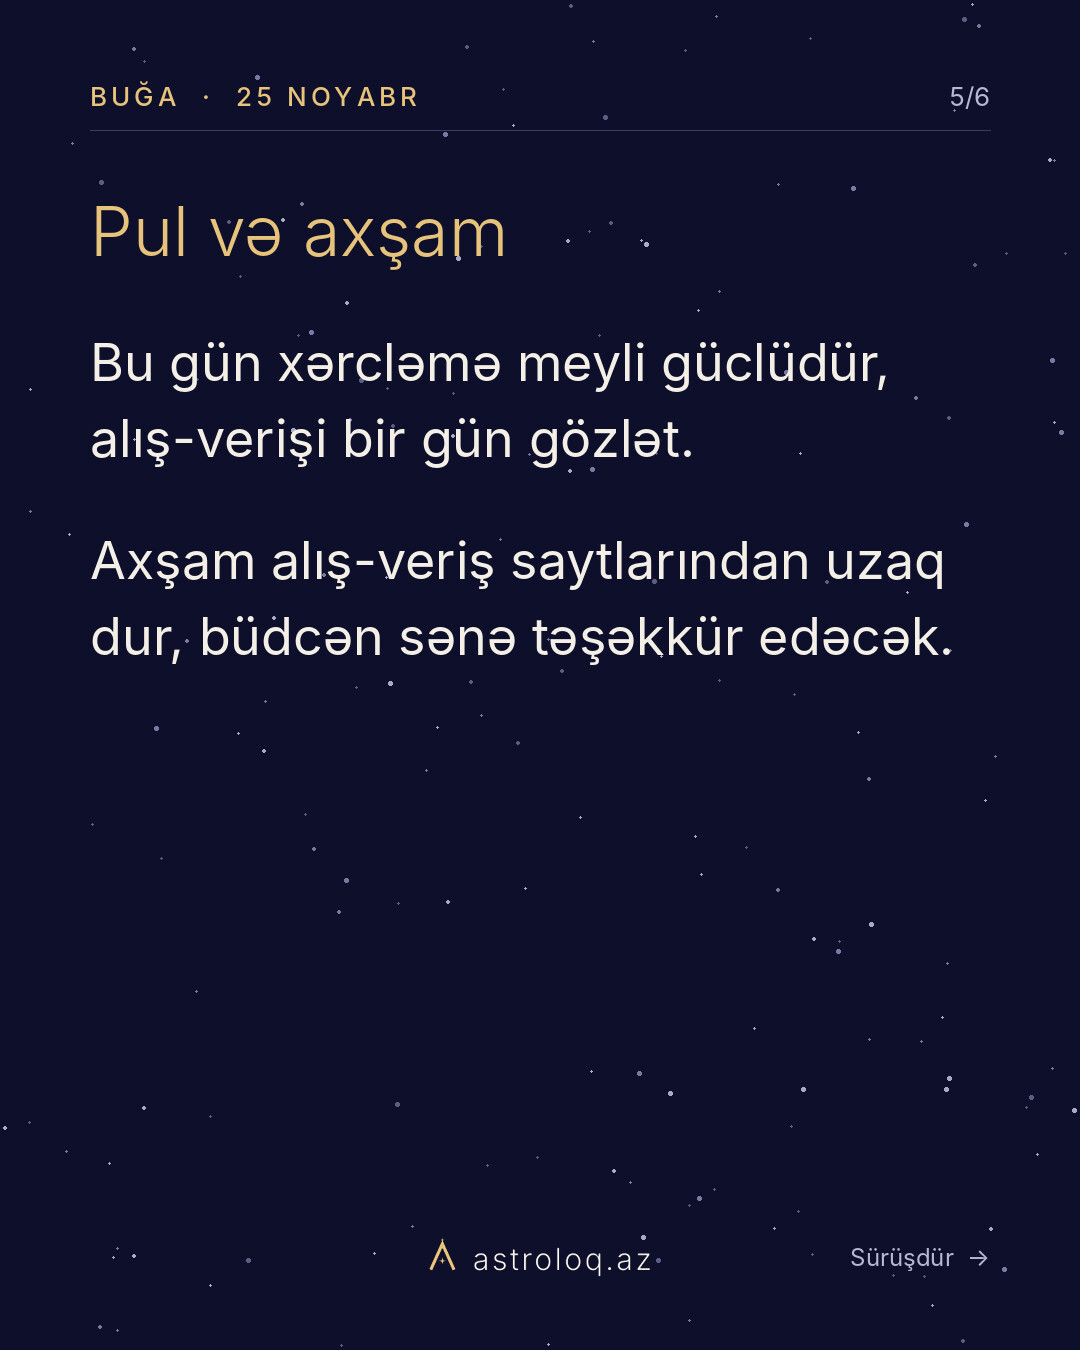 BUĞA · 25 NOYABR
5/6
Pul və axşam
Bu gün xərcləmə meyli güclüdür,
alış-verişi bir gün gözlət.
Axşam alış-veriş saytlarından uzaq
dur, büdcən sənə təşəkkür edəcək.
astroloq.az
Sürüşdür →